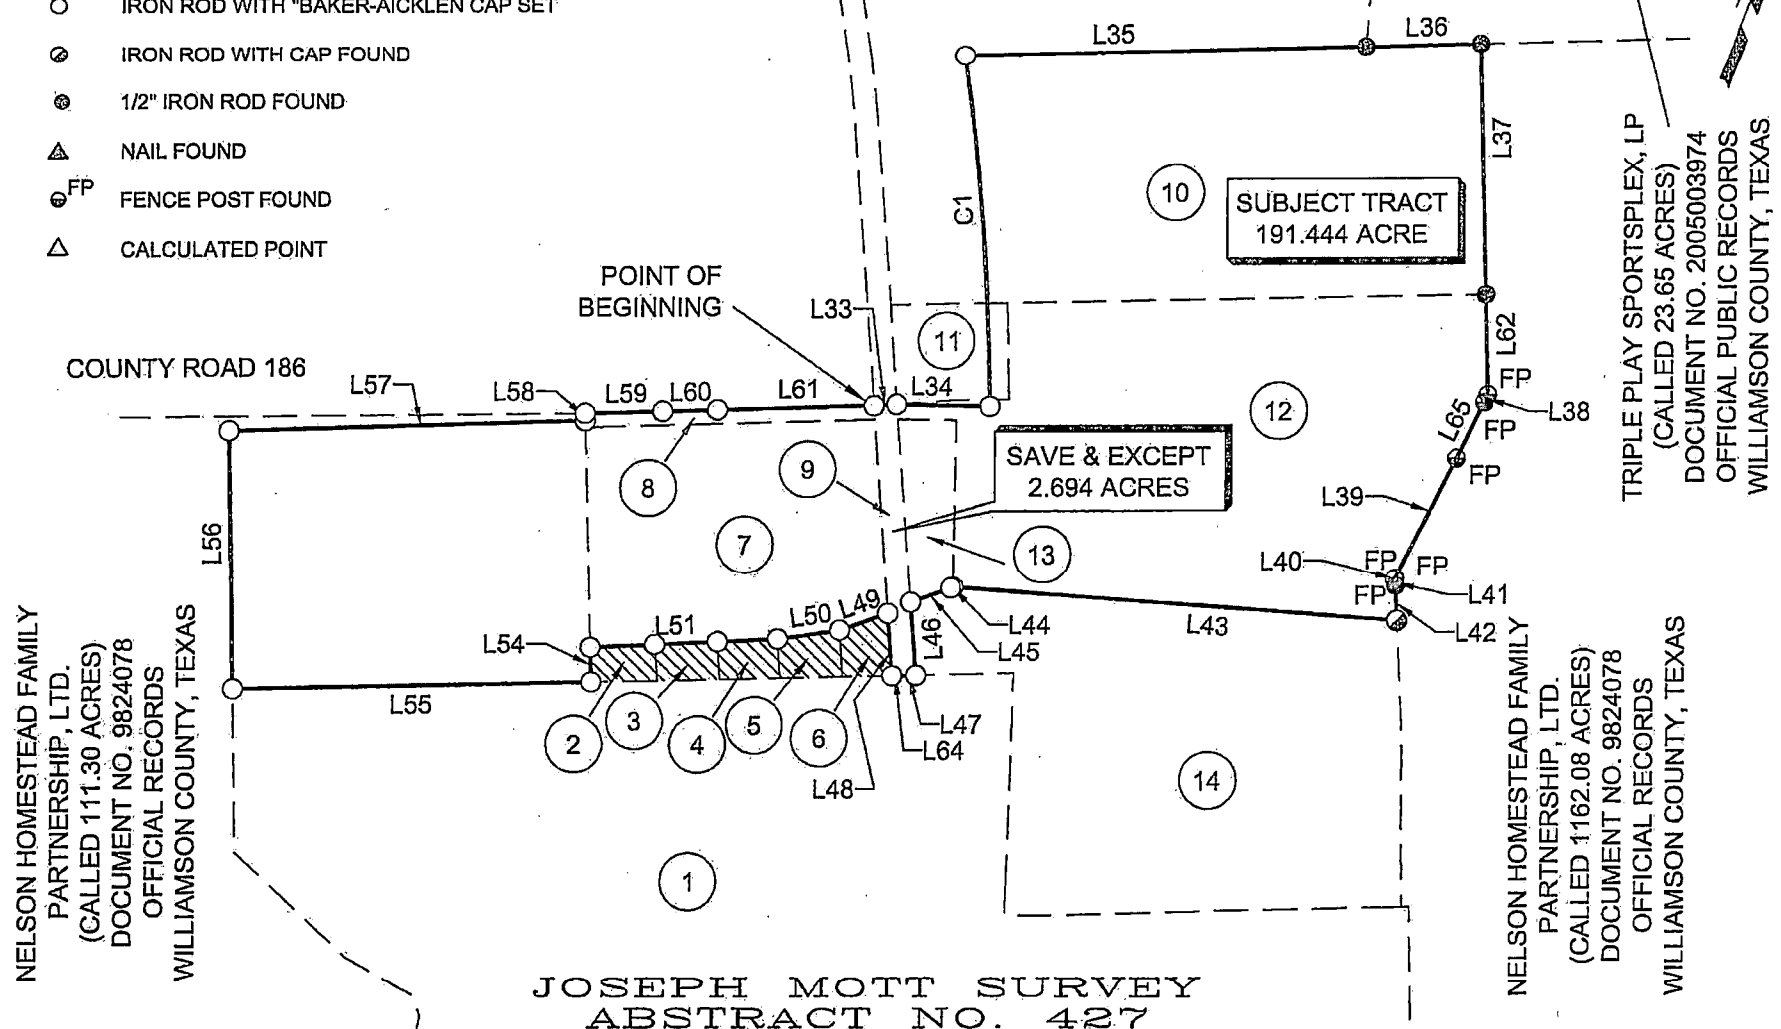 IRON ROD WITH "BAKER-AICKLEN CAP SET
IRON ROD WITH CAP FOUND
1/2" IRON ROD FOUND
NAIL FOUND
FP
FENCE POST FOUND
CALCULATED POINT
L35
L36
L37
C1
10
SUBJECT TRACT
191.444 ACRE
TRIPLE PLAY SPORTSPLEX, LP
(CALLED 23.65 ACRES)
DOCUMENT NO. 2005003974
OFFICIAL PUBLIC RECORDS
WILLIAMSON COUNTY, TEXAS
POINT OF
BEGINNING
L33
11
L62
COUNTY ROAD 186
L57
L58
L59
L60
L61
L34
12
FP
L38
L65
FP
FP
8
9
SAVE & EXCEPT
2.694 ACRES
L39
L56
7
13
L40
FP
FP
FP
L41
L42
L54
L51
L50
L49
L46
L44
L45
L43
L55
2
3
4
5
6
L47
L64
L48
14
1
NELSON HOMESTEAD FAMILY
PARTNERSHIP, LTD.
(CALLED 111.30 ACRES)
DOCUMENT NO. 9824078
OFFICIAL RECORDS
WILLIAMSON COUNTY, TEXAS
NELSON HOMESTEAD FAMILY
PARTNERSHIP, LTD.
(CALLED 1162.08 ACRES)
DOCUMENT NO. 9824078
OFFICIAL RECORDS
WILLIAMSON COUNTY, TEXAS
JOSEPH MOTT SURVEY
ABSTRACT NO. 427